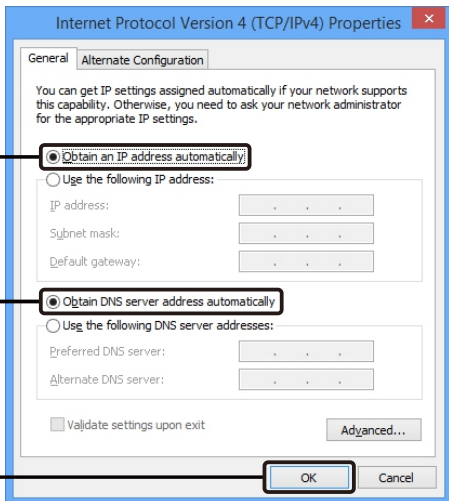 Internet Protocol Version 4 (TCP/IPv4) Properties
General
Alternate Configuration
You can get IP settings assigned automatically if your network supports
this capability. Otherwise, you need to ask your network administrator
for the appropriate IP settings.
Obtain an IP address automatically
Use the following IP address:
IP address:
Subnet mask:
Default gateway:
Obtain DNS server address automatically
Use the following DNS server addresses:
Preferred DNS server:
Alternate DNS server:
Validate settings upon exit
Advanced...
OK
Cancel